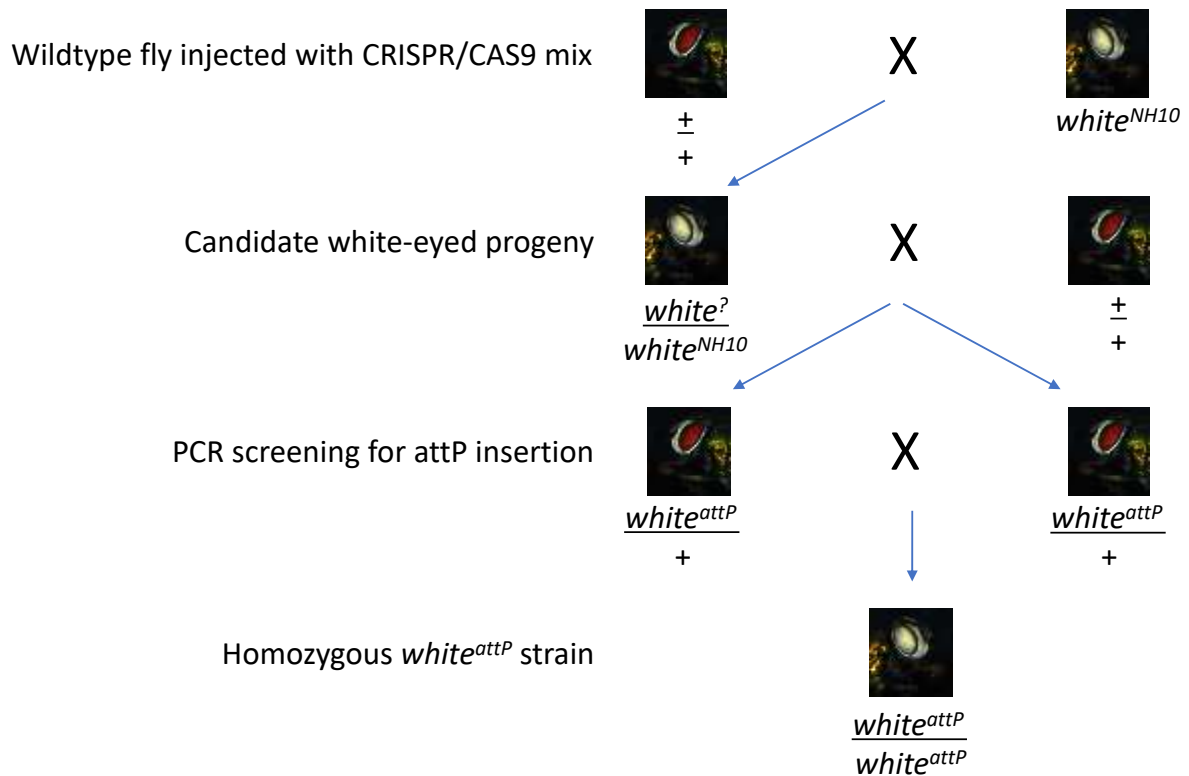 Wildtype fly injected with CRISPR/CAS9 mix
X
+
+
white^NH10
Candidate white-eyed progeny
X
white^?
white^NH10
+
+
PCR screening for attP insertion
X
white^attP
+
white^attP
+
Homozygous white^attP strain
white^attP
white^attP